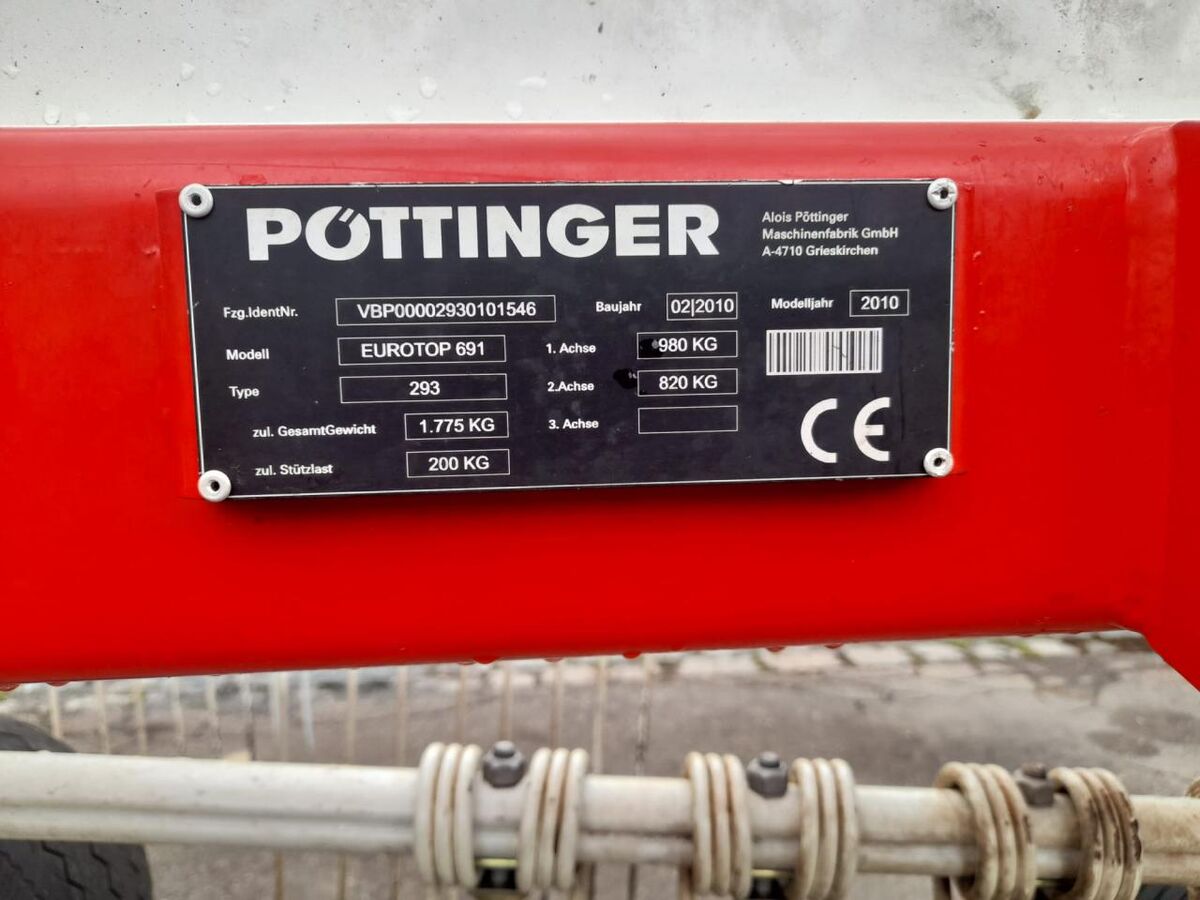 PÖTTINGER
Alois Pöttinger
Maschinenfabrik GmbH
A-4710 Grieskirchen
Fzg.IdentNr. VBP00002930101546 Baujahr 02|2010 Modelljahr 2010
Modell EUROTOP 691 1. Achse 980 KG
Type 293 2.Achse 820 KG
zul. GesamtGewicht 1.775 KG 3. Achse
zul. Stützlast 200 KG
CE